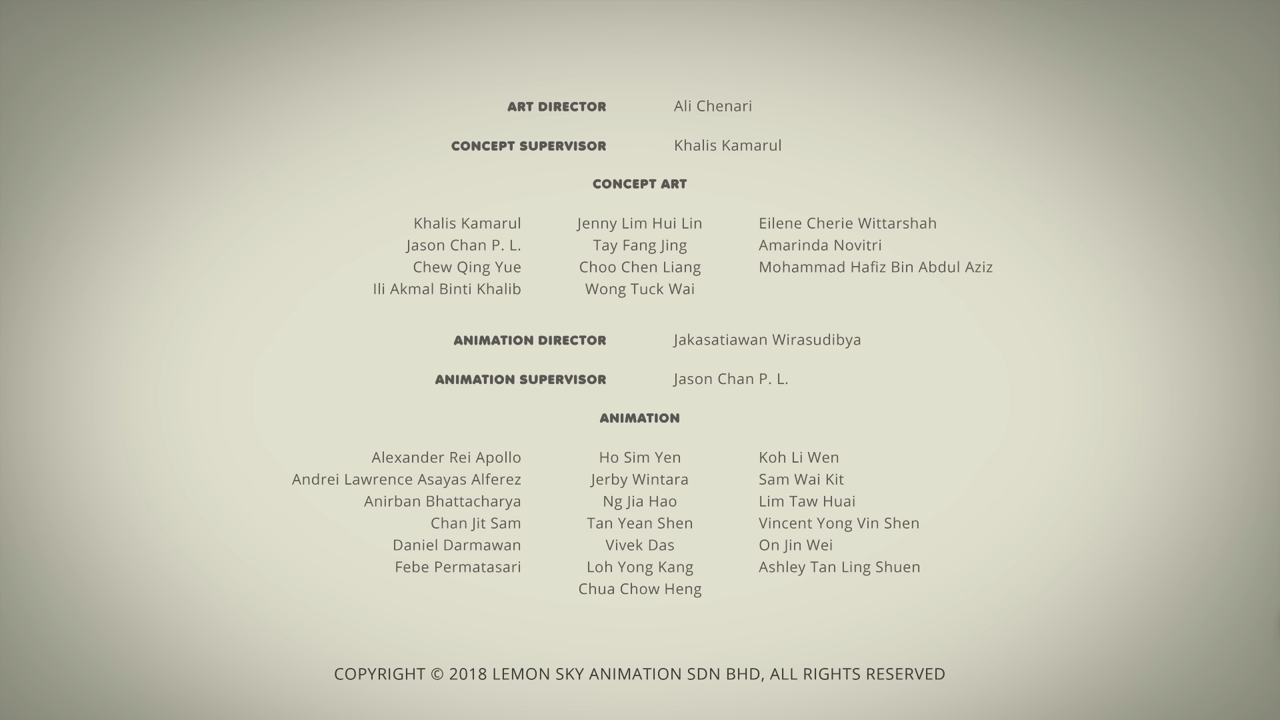 ART DIRECTOR Ali Chenari
CONCEPT SUPERVISOR Khalis Kamarul
CONCEPT ART
Khalis Kamarul Jenny Lim Hui Lin Eilene Cherie Wittarshah
Jason Chan P. L. Tay Fang Jing Amarinda Novitri
Chew Qing Yue Choo Chen Liang Mohammad Hafiz Bin Abdul Aziz
Ili Akmal Binti Khalib Wong Tuck Wai
ANIMATION DIRECTOR Jakasatiawan Wirasudibya
ANIMATION SUPERVISOR Jason Chan P. L.
ANIMATION
Alexander Rei Apollo Ho Sim Yen Koh Li Wen
Andrei Lawrence Asayas Alferez Jerby Wintara Sam Wai Kit
Anirban Bhattacharya Ng Jia Hao Lim Taw Huai
Chan Jit Sam Tan Yean Shen Vincent Yong Vin Shen
Daniel Darmawan Vivek Das On Jin Wei
Febe Permatasari Loh Yong Kang Ashley Tan Ling Shuen
Chua Chow Heng
COPYRIGHT © 2018 LEMON SKY ANIMATION SDN BHD, ALL RIGHTS RESERVED